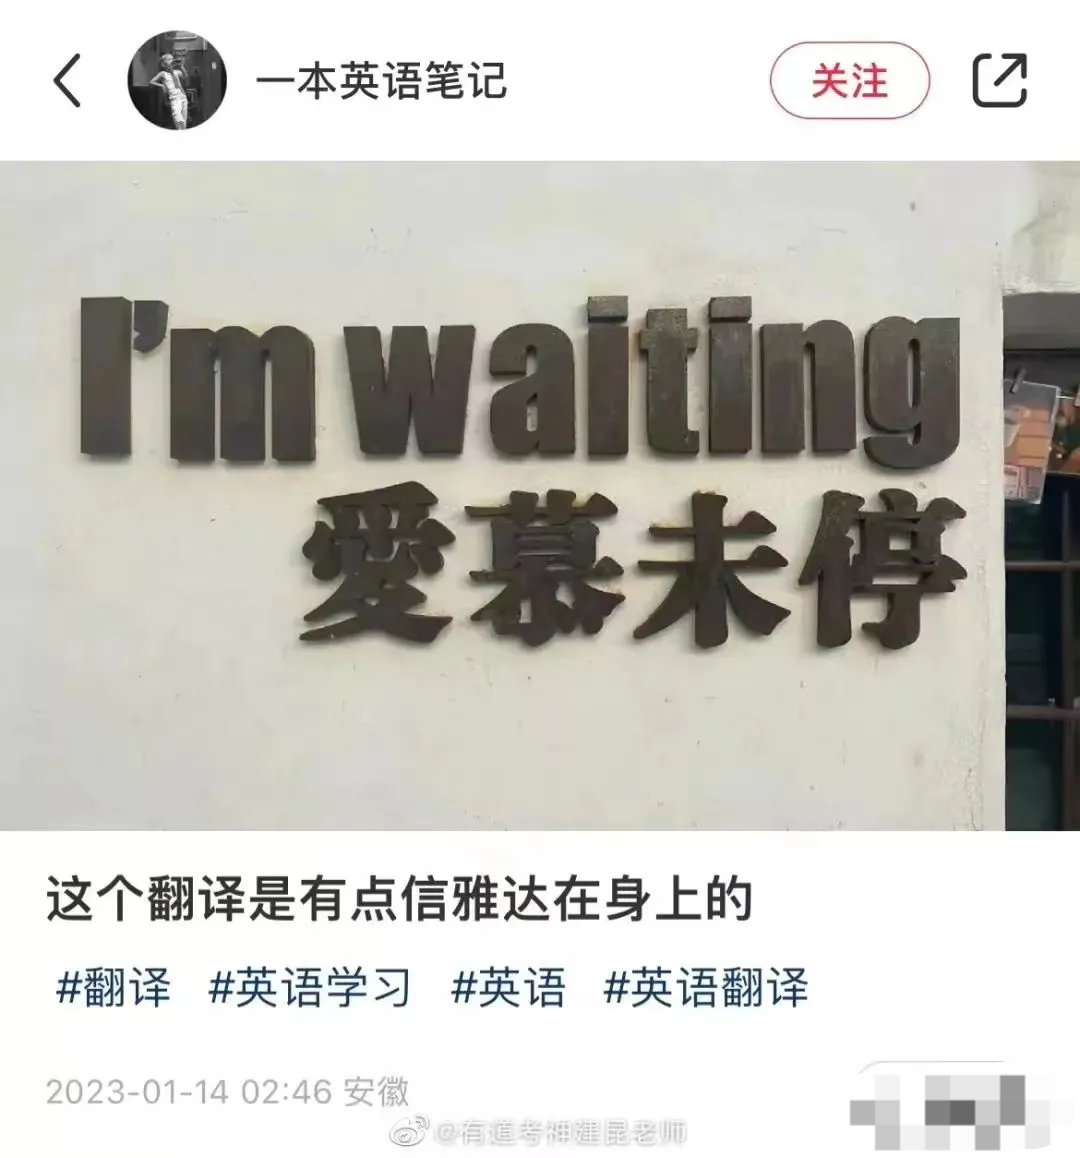 一本英语笔记
关注
I'm waiting
愛慕未停
这个翻译是有点信雅达在身上的
#翻译 #英语学习 #英语 #英语翻译
2023-01-14 02:46 安徽
@有道考神建昆老师